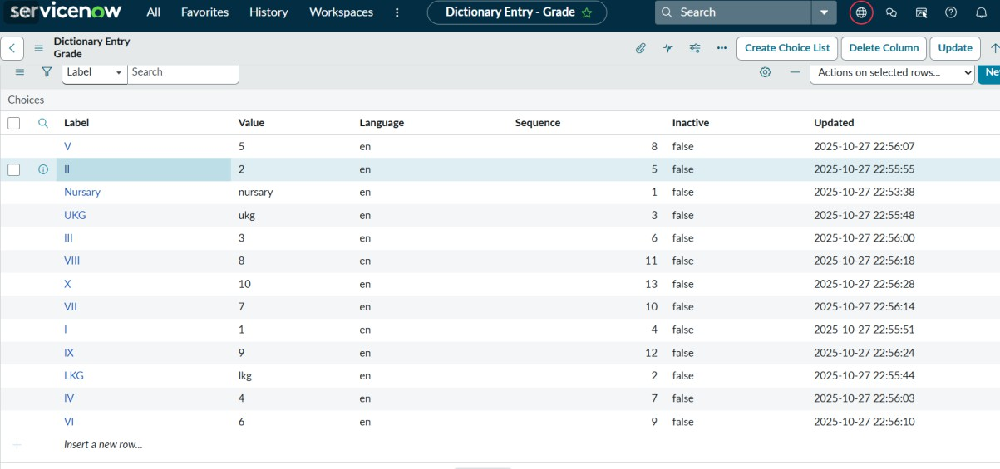 servicenow All Favorites History Workspaces Dictionary Entry - Grade Search
Dictionary Entry
Grade
Create Choice List Delete Column Update
Label Search Actions on selected rows... Ne
Choices
Label Value Language Sequence Inactive Updated
V 5 en 8 false 2025-10-27 22:56:07
II 2 en 5 false 2025-10-27 22:55:55
Nursary nursary en 1 false 2025-10-27 22:53:38
UKG ukg en 3 false 2025-10-27 22:55:48
III 3 en 6 false 2025-10-27 22:56:00
VIII 8 en 11 false 2025-10-27 22:56:18
X 10 en 13 false 2025-10-27 22:56:28
VII 7 en 10 false 2025-10-27 22:56:14
I 1 en 4 false 2025-10-27 22:55:51
IX 9 en 12 false 2025-10-27 22:56:24
LKG lkg en 2 false 2025-10-27 22:55:44
IV 4 en 7 false 2025-10-27 22:56:03
VI 6 en 9 false 2025-10-27 22:56:10
Insert a new row...